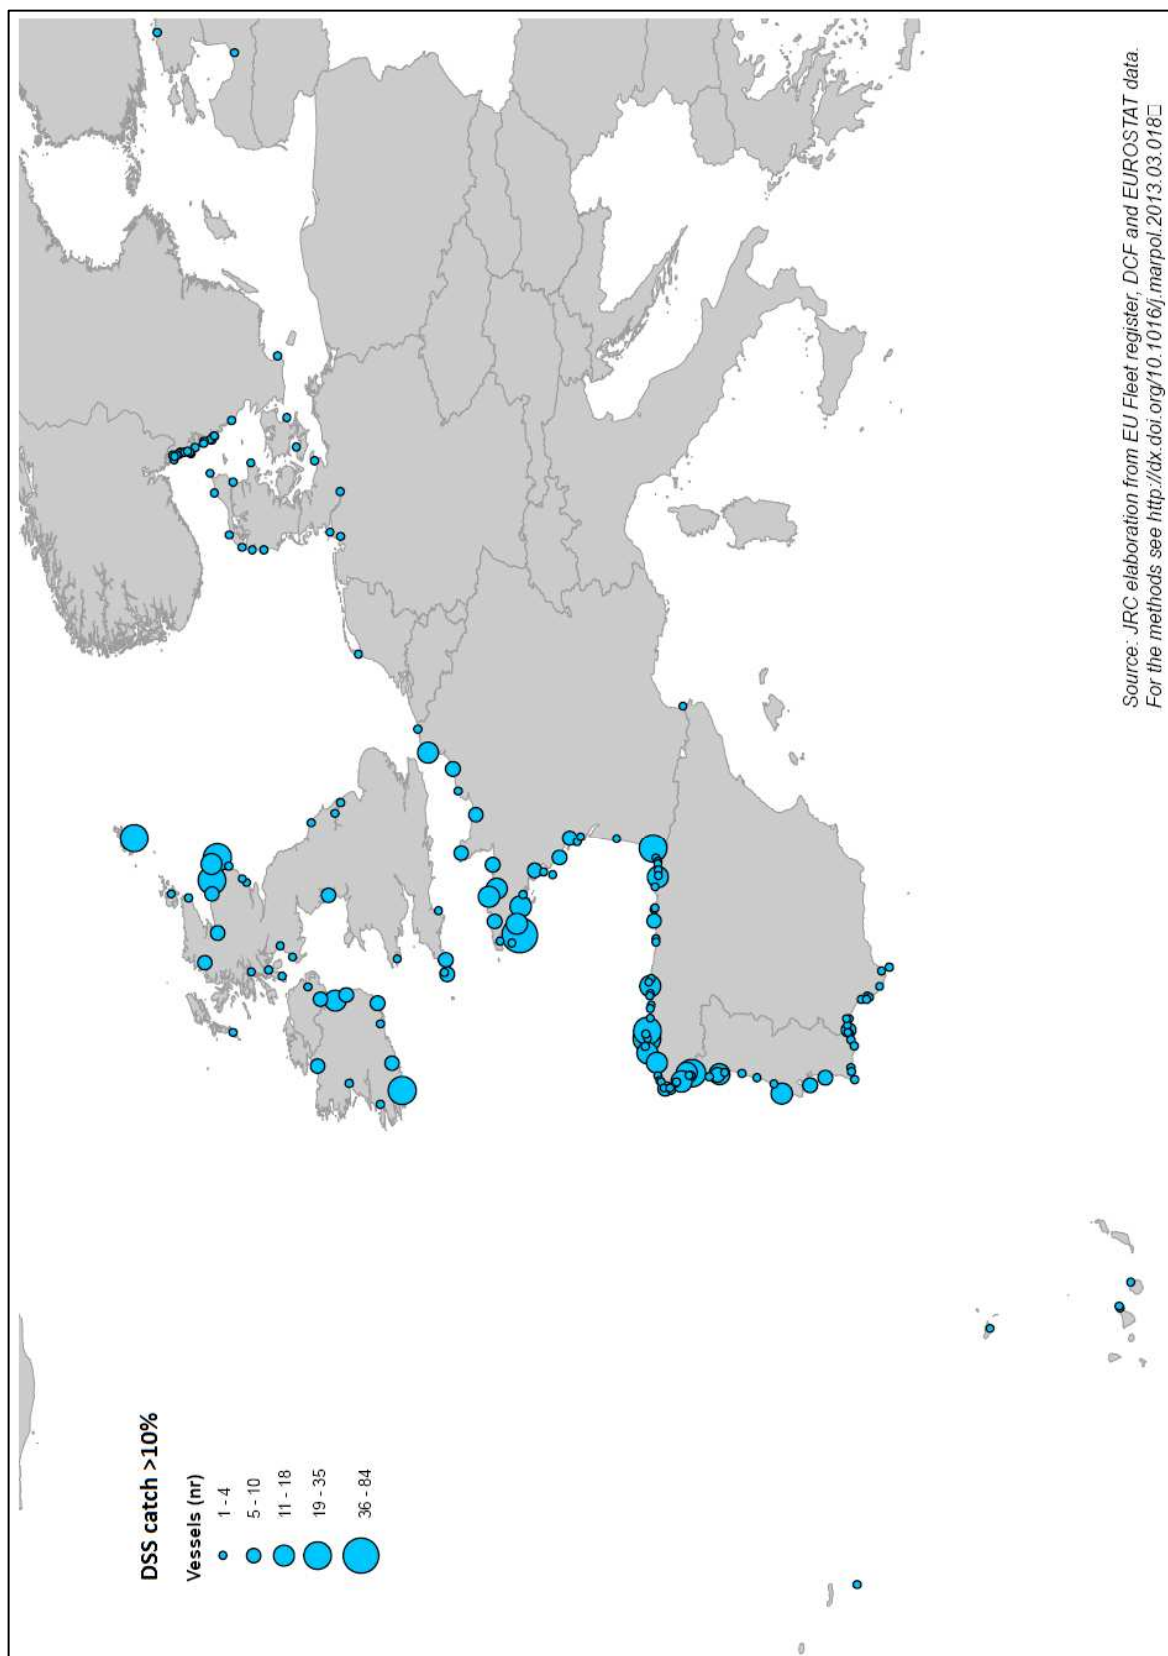 DSS catch >10%
Vessels (nr)
1 - 4
5 - 10
11 - 18
19 - 35
36 - 84
Source: JRC elaboration from EU Fleet register, DCF and EUROSTAT data.
For the methods see http://dx.doi.org/10.1016/j.marpol.2013.03.018□